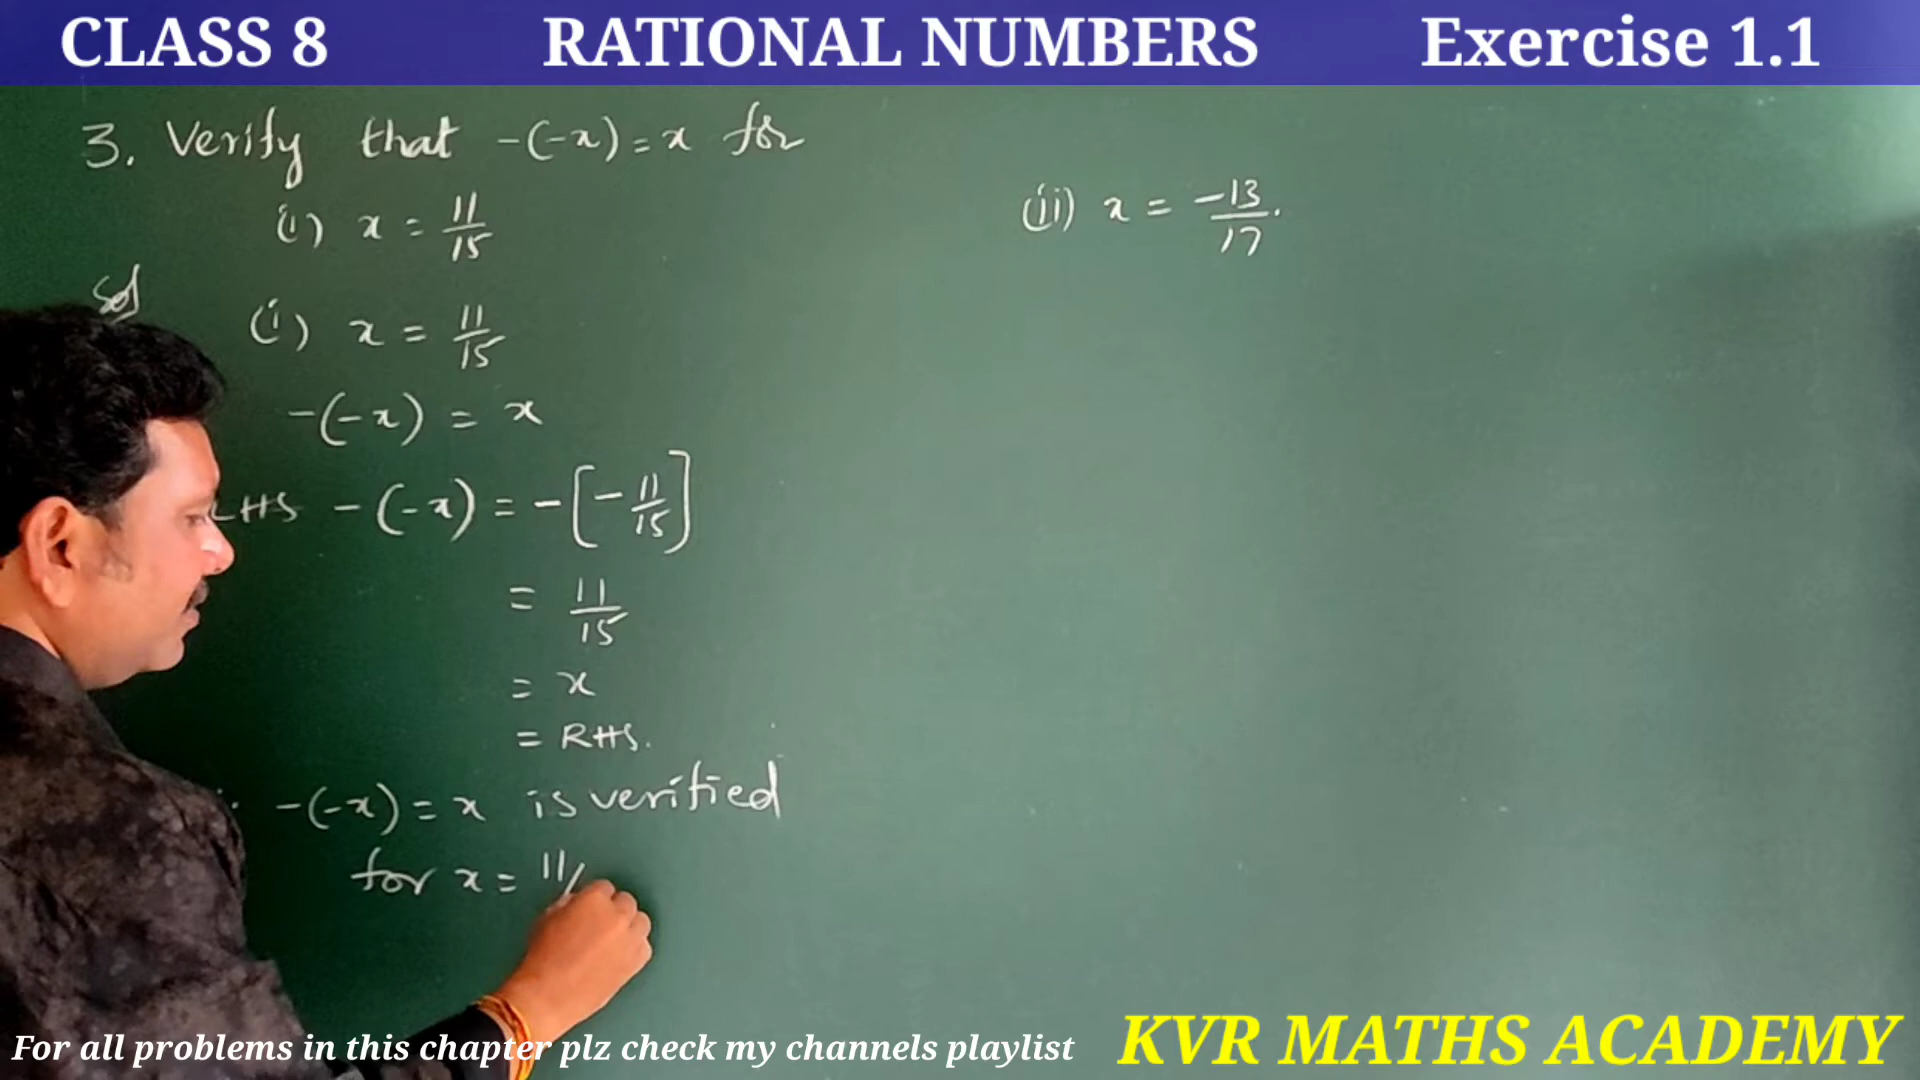 CLASS 8 RATIONAL NUMBERS Exercise 1.1
3. Verify that -(-x) = x for
(i) x = 11/15
(ii) x = -13/17.
Sol
(i) x = 11/15
-(-x) = x
LHS -(-x) = -[-11/15]
= 11/15
= x
= RHS.
-(-x) = x is verified
for x = 11/
For all problems in this chapter plz check my channels playlist
KVR MATHS ACADEMY